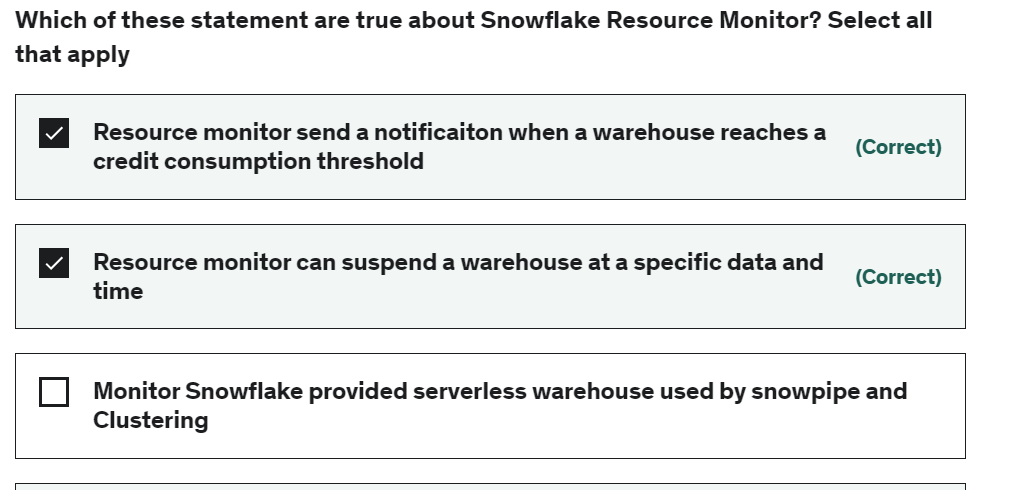 Which of these statement are true about Snowflake Resource Monitor? Select all
that apply
Resource monitor send a notificaiton when a warehouse reaches a
credit consumption threshold
(Correct)
Resource monitor can suspend a warehouse at a specific data and
time
(Correct)
Monitor Snowflake provided serverless warehouse used by snowpipe and
Clustering